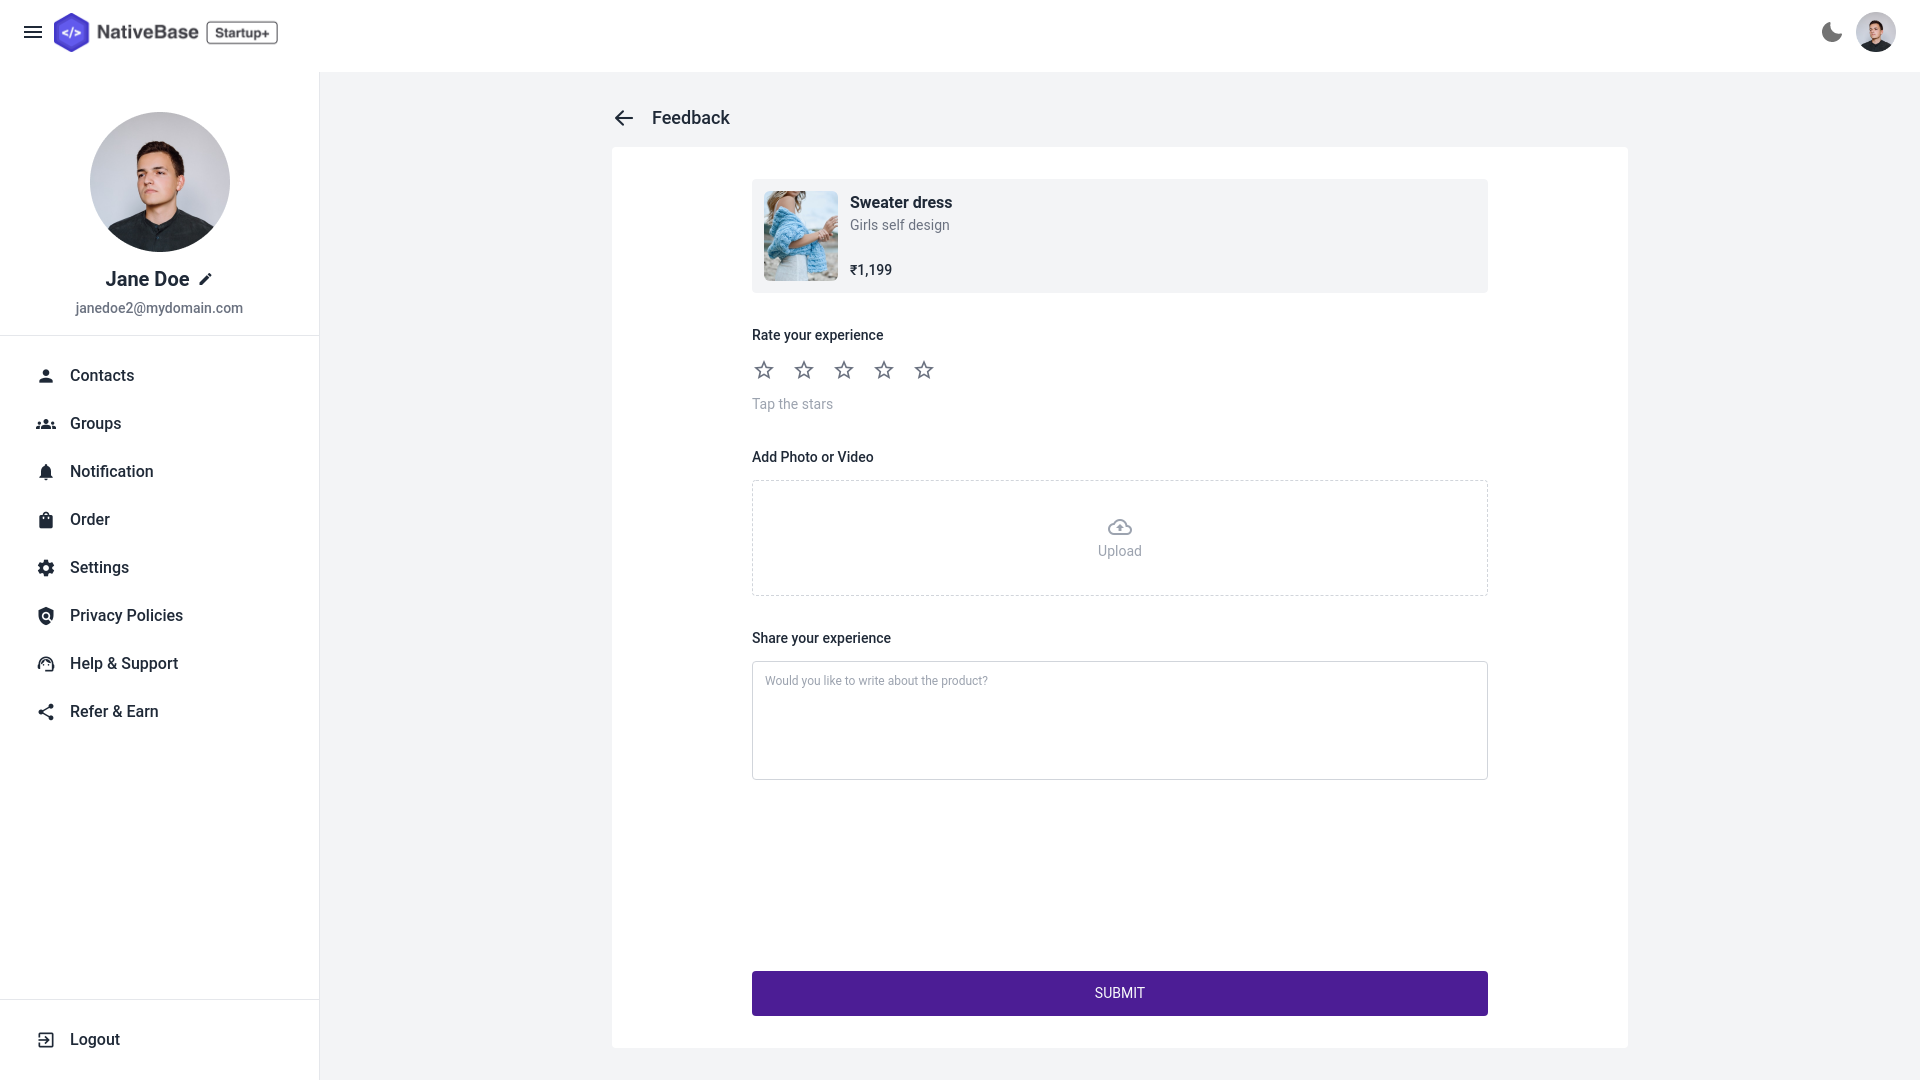 NativeBase Startup+
Jane Doe
janedoe2@mydomain.com
Contacts
Groups
Notification
Order
Settings
Privacy Policies
Help & Support
Refer & Earn
Logout
Feedback
Sweater dress
Girls self design
₹1,199
Rate your experience
Tap the stars
Add Photo or Video
Upload
Share your experience
Would you like to write about the product?
SUBMIT